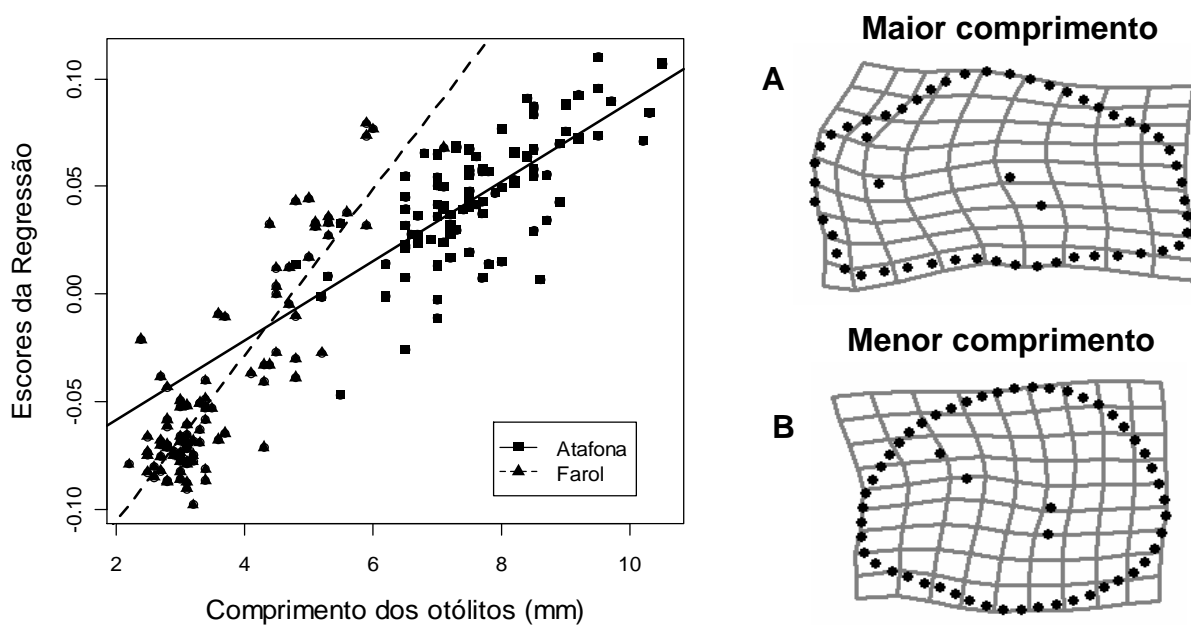 Escores da Regressão
0.10
0.05
0.00
-0.05
-0.10
2
4
6
8
10
Comprimento dos otólitos (mm)
Atafona
Farol
Maior comprimento
A
Menor comprimento
B